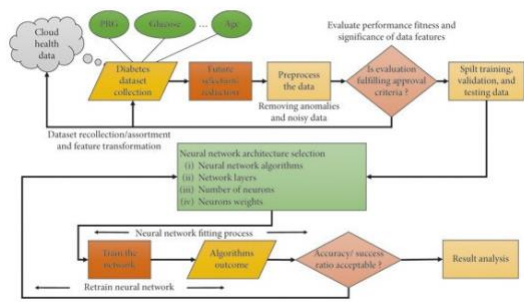 PBG
Glucose
...
Age
Cloud
health
data
Diabetes
dataset
collection
Future
selection
reduction
Preprocess
the data
Removing anomalies
and noisy data
Evaluate performance fitness and
significance of data features
Is evaluation
fulfilling approval
criteria ?
Spilt training,
validation, and
testing data
Dataset recollection/assortment
and feature transformation
Neural network architecture selection
(i) Neural network algorithms
(ii) Network layers
(iii) Number of neurons
(iv) Neurons weights
Neural network fitting process
Train the
network
Algorithms
outcome
Accuracy/ success
ratio acceptable ?
Result analysis
Retrain neural network